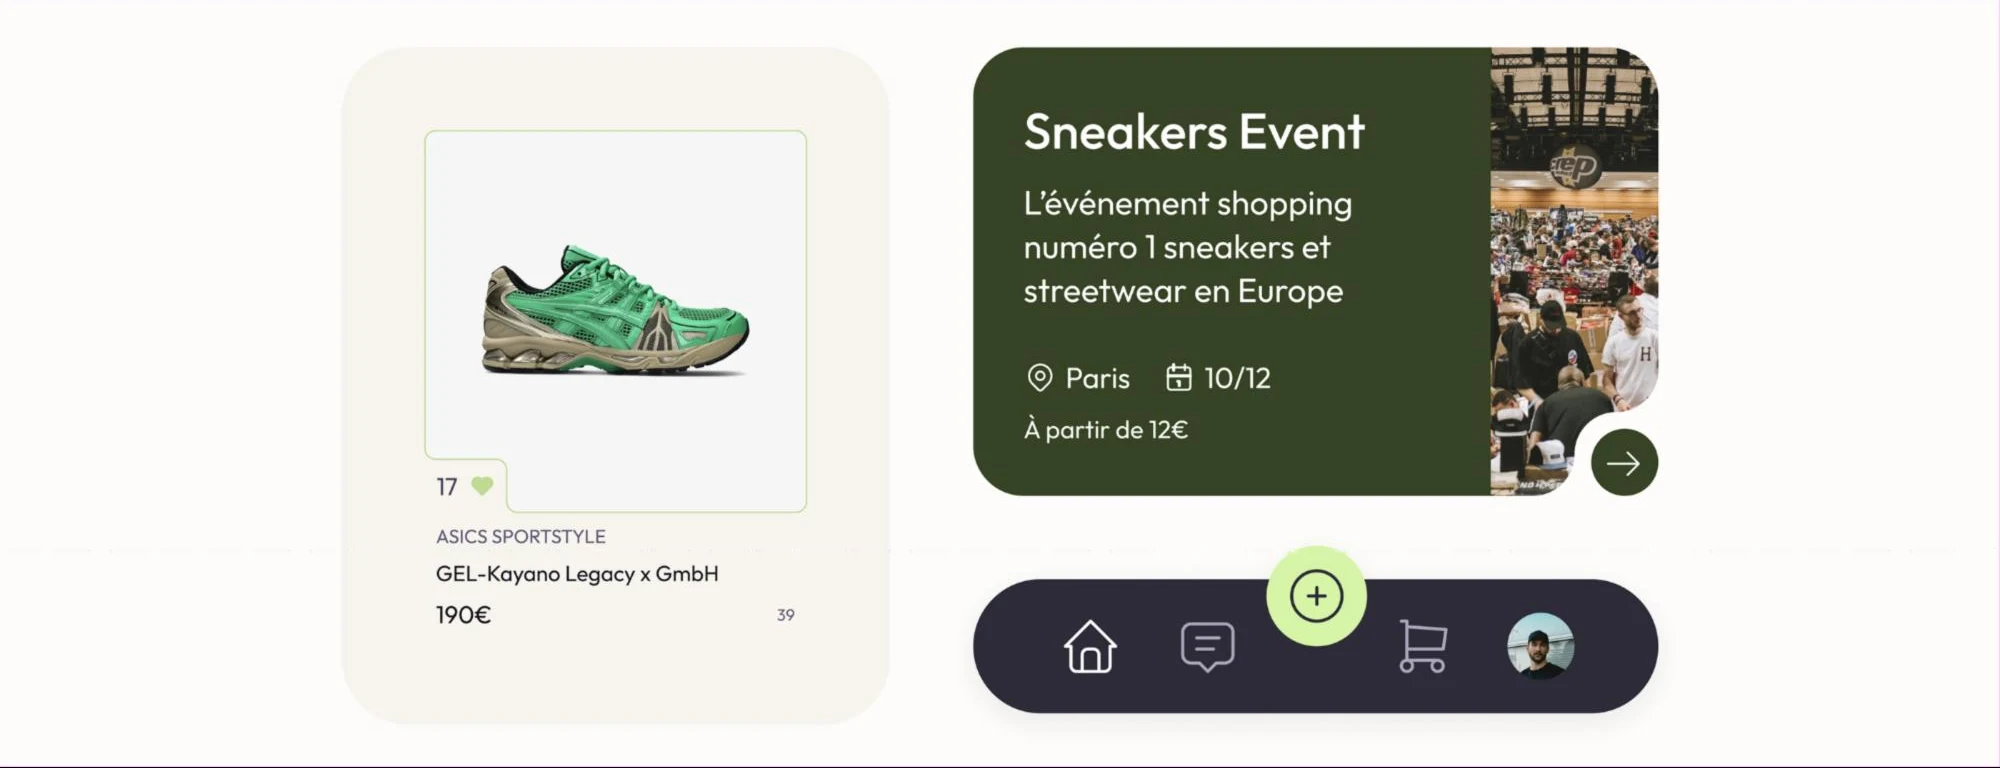 17
ASICS SPORTSTYLE
GEL-Kayano Legacy x GmbH
190€
39
Sneakers Event
L'événement shopping
numéro 1 sneakers et
streetwear en Europe
Paris
10/12
À partir de 12€
crep
H